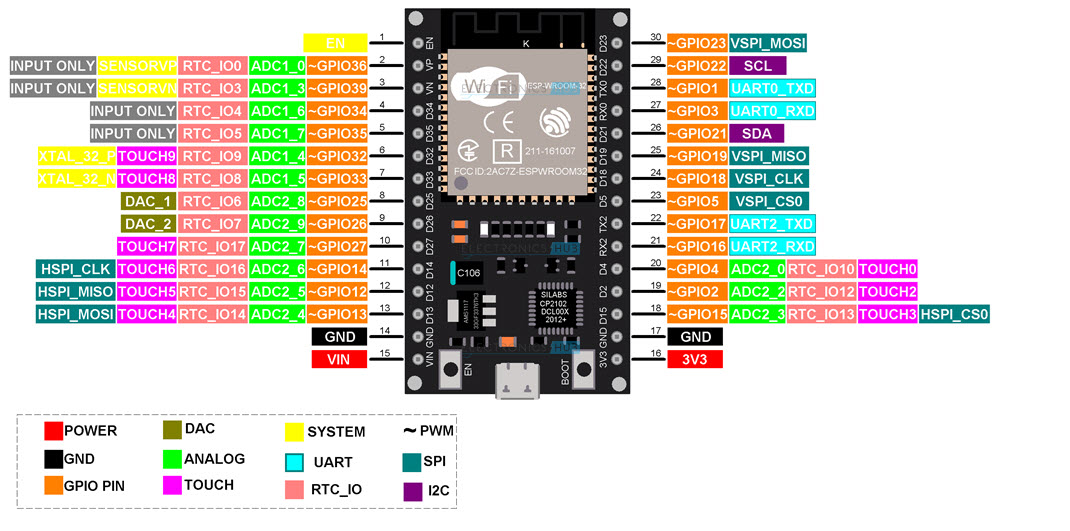 EN 1 EN K D23 30 ~GPIO23 VSPI_MOSI
INPUT ONLY SENSORVP RTC_IO0 ADC1_0 ~GPIO36 2 VP D22 29 ~GPIO22 SCL
INPUT ONLY SENSORVN RTC_IO3 ADC1_3 ~GPIO39 3 VN WiFi ESP-WROOM-32 TX0 28 ~GPIO1 UART0_TXD
INPUT ONLY RTC_IO4 ADC1_6 ~GPIO34 4 D34 CE RX0 27 ~GPIO3 UART0_RXD
INPUT ONLY RTC_IO5 ADC1_7 ~GPIO35 5 D35 R 211-161007 D21 26 ~GPIO21 SDA
XTAL_32_P TOUCH9 RTC_IO9 ADC1_4 ~GPIO32 6 D32 D19 25 ~GPIO19 VSPI_MISO
XTAL_32_N TOUCH8 RTC_IO8 ADC1_5 ~GPIO33 7 D33 FCC ID:2AC7Z-ESPWROOM32 D18 24 ~GPIO18 VSPI_CLK
DAC_1 RTC_IO6 ADC2_8 ~GPIO25 8 D25 D5 23 ~GPIO5 VSPI_CS0
DAC_2 RTC_IO7 ADC2_9 ~GPIO26 9 D26 TX2 22 ~GPIO17 UART2_TXD
TOUCH7 RTC_IO17 ADC2_7 ~GPIO27 10 D27 ELECTRONICS HUB RX2 21 ~GPIO16 UART2_RXD
HSPI_CLK TOUCH6 RTC_IO16 ADC2_6 ~GPIO14 11 D14 C106 D4 20 ~GPIO4 ADC2_0 RTC_IO10 TOUCH0
HSPI_MISO TOUCH5 RTC_IO15 ADC2_5 ~GPIO12 12 D12 AMS1117 SILABS D2 19 ~GPIO2 ADC2_2 RTC_IO12 TOUCH2
CP2102
HSPI_MOSI TOUCH4 RTC_IO14 ADC2_4 ~GPIO13 13 D13 DCL00X D15 18 ~GPIO15 ADC2_3 RTC_IO13 TOUCH3 HSPI_CS0
2012+
GND 14 GND ELECTRONICS HUB GND 17 GND
VIN 15 VIN EN BOOT 3V3 16 3V3
POWER DAC SYSTEM ~ PWM
GND ANALOG UART SPI
GPIO PIN TOUCH RTC_IO I2C